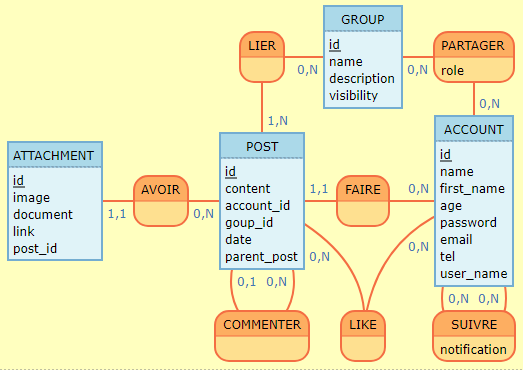 GROUP
id
name
description
visibility
LIER
0,N
0,N
PARTAGER
role
1,N
0,N
ATTACHMENT
id
image
document
link
post_id
1,1
AVOIR
0,N
POST
id
content
account_id
goup_id
date
parent_post
1,1
FAIRE
0,N
ACCOUNT
id
name
first_name
age
password
email
tel
user_name
0,N
0,N
0,1
0,N
0,N
0,N
COMMENTER
LIKE
SUIVRE
notification